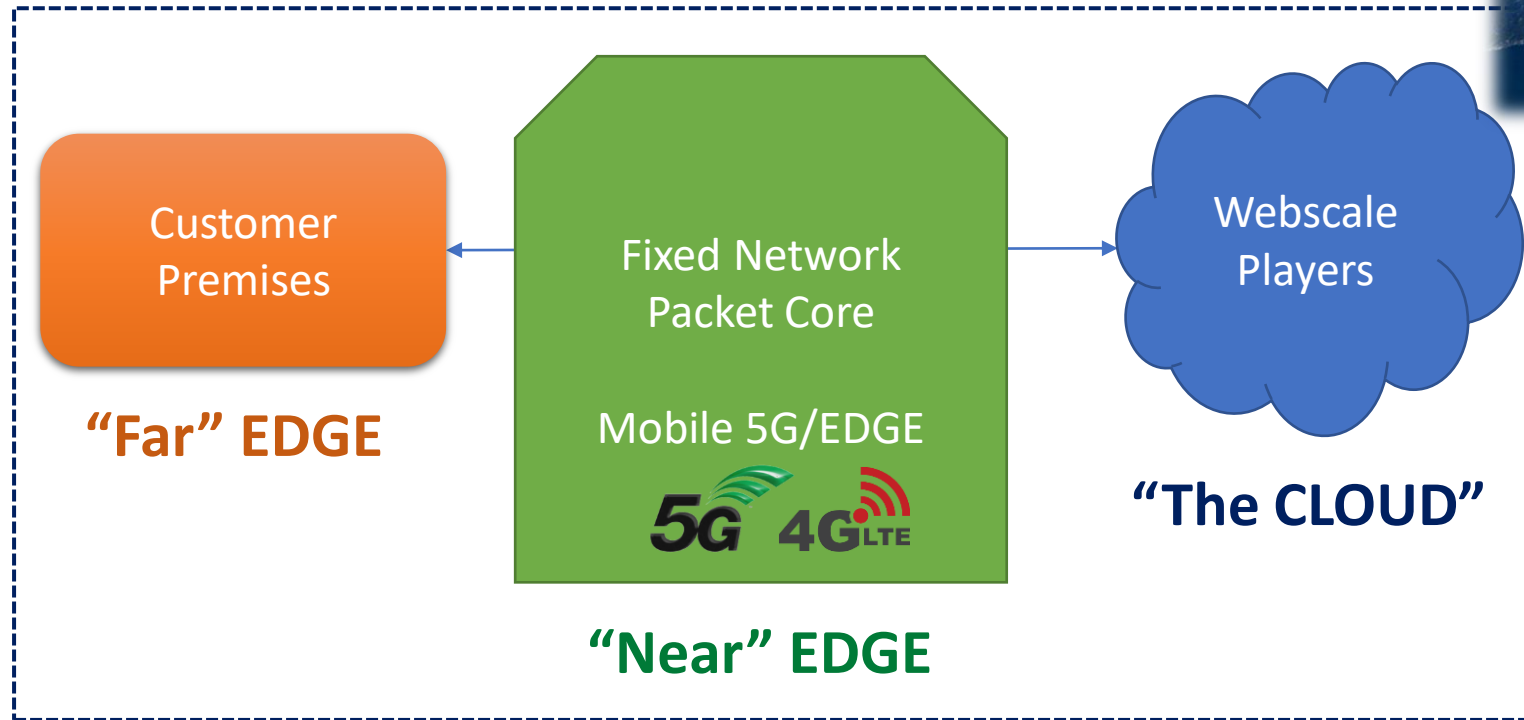 Customer
Premises
“Far” EDGE
Fixed Network
Packet Core
Mobile 5G/EDGE
5G 4G LTE
“Near” EDGE
Webscale
Players
“The CLOUD”